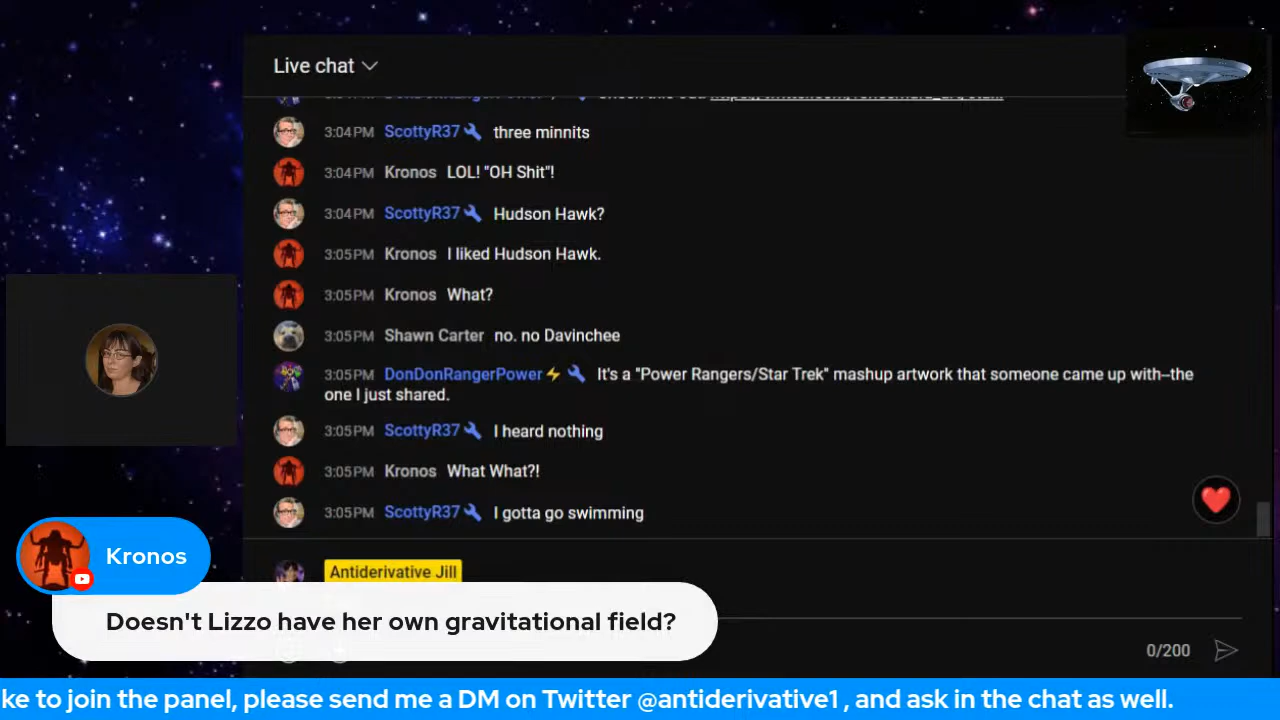 Live chat
3:04 PM ScottyR37 three minnits
3:04 PM Kronos LOL! "OH Shit"!
3:04 PM ScottyR37 Hudson Hawk?
3:05 PM Kronos I liked Hudson Hawk.
3:05 PM Kronos What?
3:05 PM Shawn Carter no. no Davinchee
3:05 PM DonDonRangerPower⚡ It's a "Power Rangers/Star Trek" mashup artwork that someone came up with--the
one I just shared.
3:05 PM ScottyR37 I heard nothing
3:05 PM Kronos What What?!
3:05 PM ScottyR37 I gotta go swimming
Kronos
Antiderivative Jill
Doesn't Lizzo have her own gravitational field?
0/200
ke to join the panel, please send me a DM on Twitter @antiderivative1 , and ask in the chat as well.